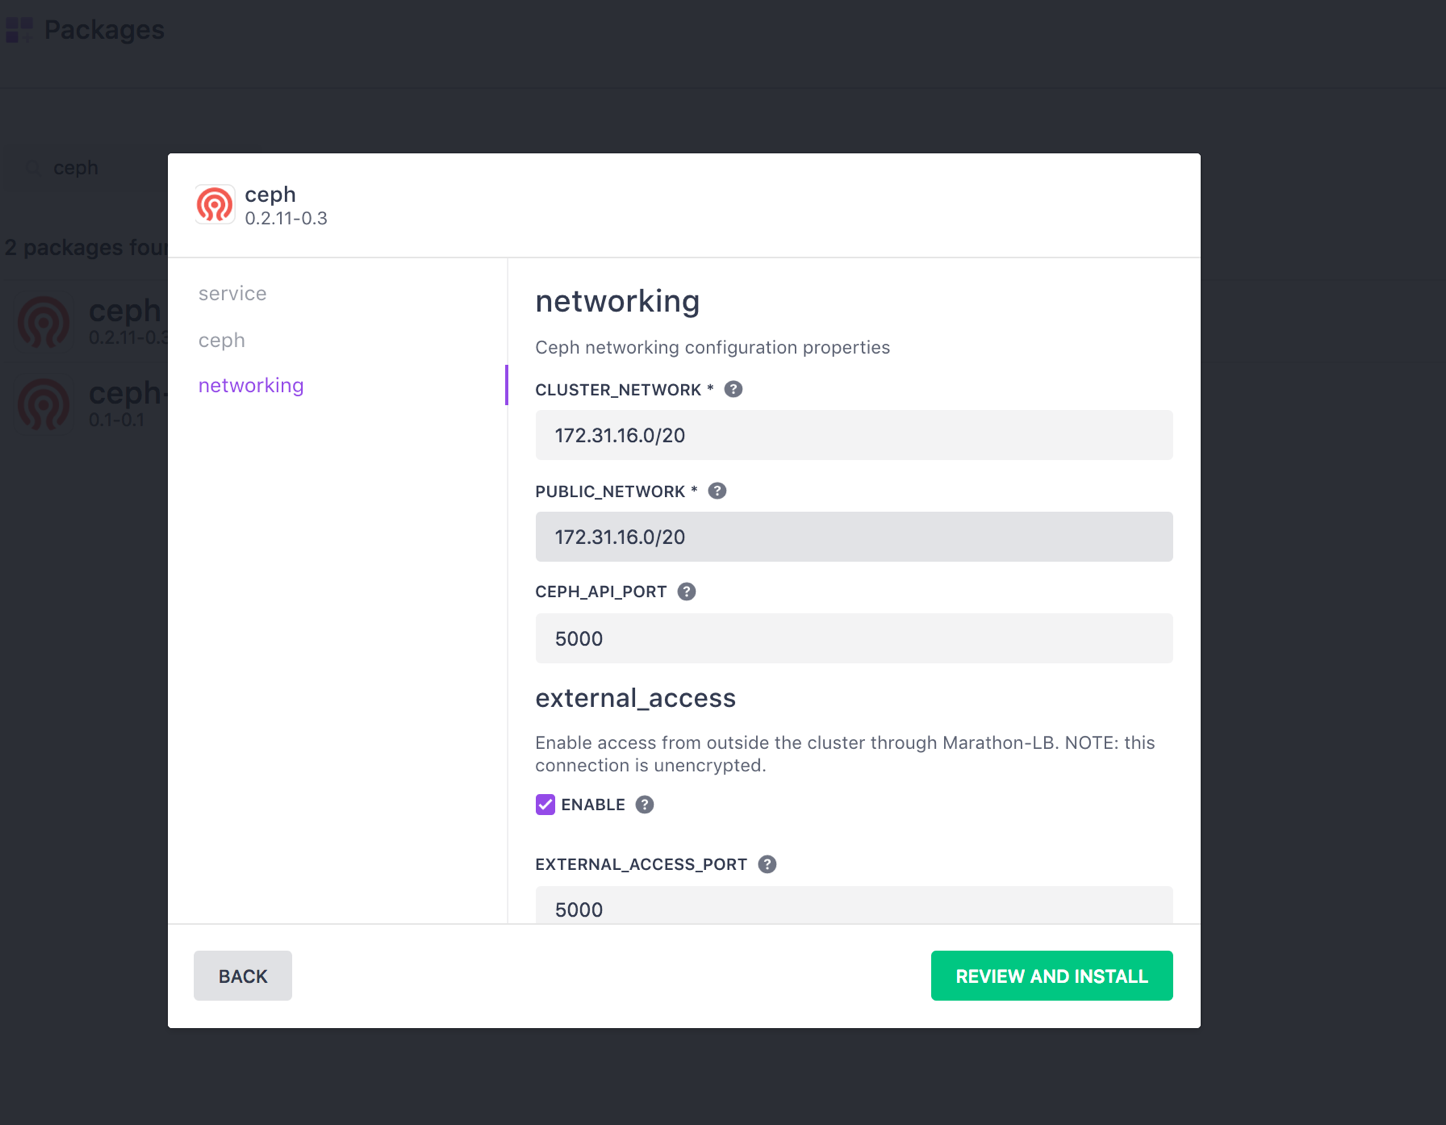 Packages
ceph
2 packages four
ceph
0.2.11-0.3
ceph-
0.1-0.1
ceph
0.2.11-0.3
service
ceph
networking
networking
Ceph networking configuration properties
CLUSTER_NETWORK * ?
172.31.16.0/20
PUBLIC_NETWORK * ?
172.31.16.0/20
CEPH_API_PORT ?
5000
external_access
Enable access from outside the cluster through Marathon-LB. NOTE: this
connection is unencrypted.
ENABLE ?
EXTERNAL_ACCESS_PORT ?
5000
BACK
REVIEW AND INSTALL